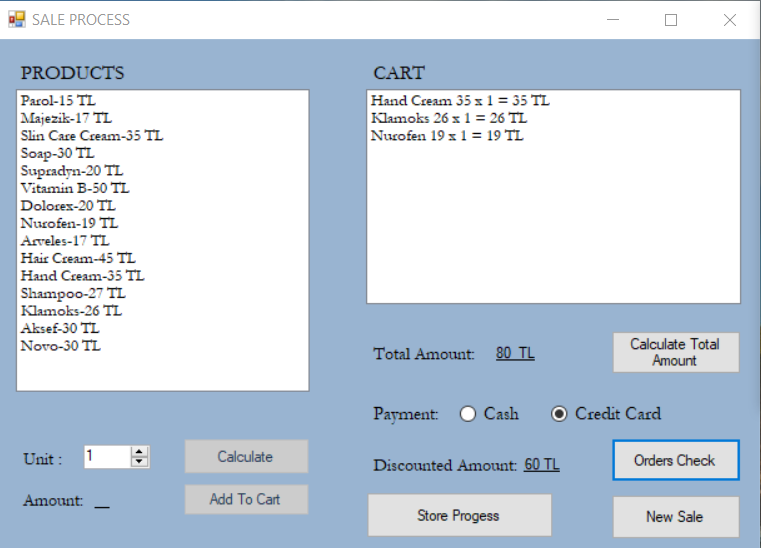 SALE PROCESS
PRODUCTS
Parol-15 TL
Majezik-17 TL
Slin Care Cream-35 TL
Soap-30 TL
Supradyn-20 TL
Vitamin B-50 TL
Dolorex-20 TL
Nurofen-19 TL
Arveles-17 TL
Hair Cream-45 TL
Hand Cream-35 TL
Shampoo-27 TL
Klamoks-26 TL
Aksef-30 TL
Novo-30 TL
Unit :
1
Calculate
Amount: __
Add To Cart
CART
Hand Cream 35 x 1 = 35 TL
Klamoks 26 x 1 = 26 TL
Nurofen 19 x 1 = 19 TL
Total Amount: 80 TL
Calculate Total
Amount
Payment: Cash Credit Card
Discounted Amount: 60 TL
Orders Check
Store Progess
New Sale